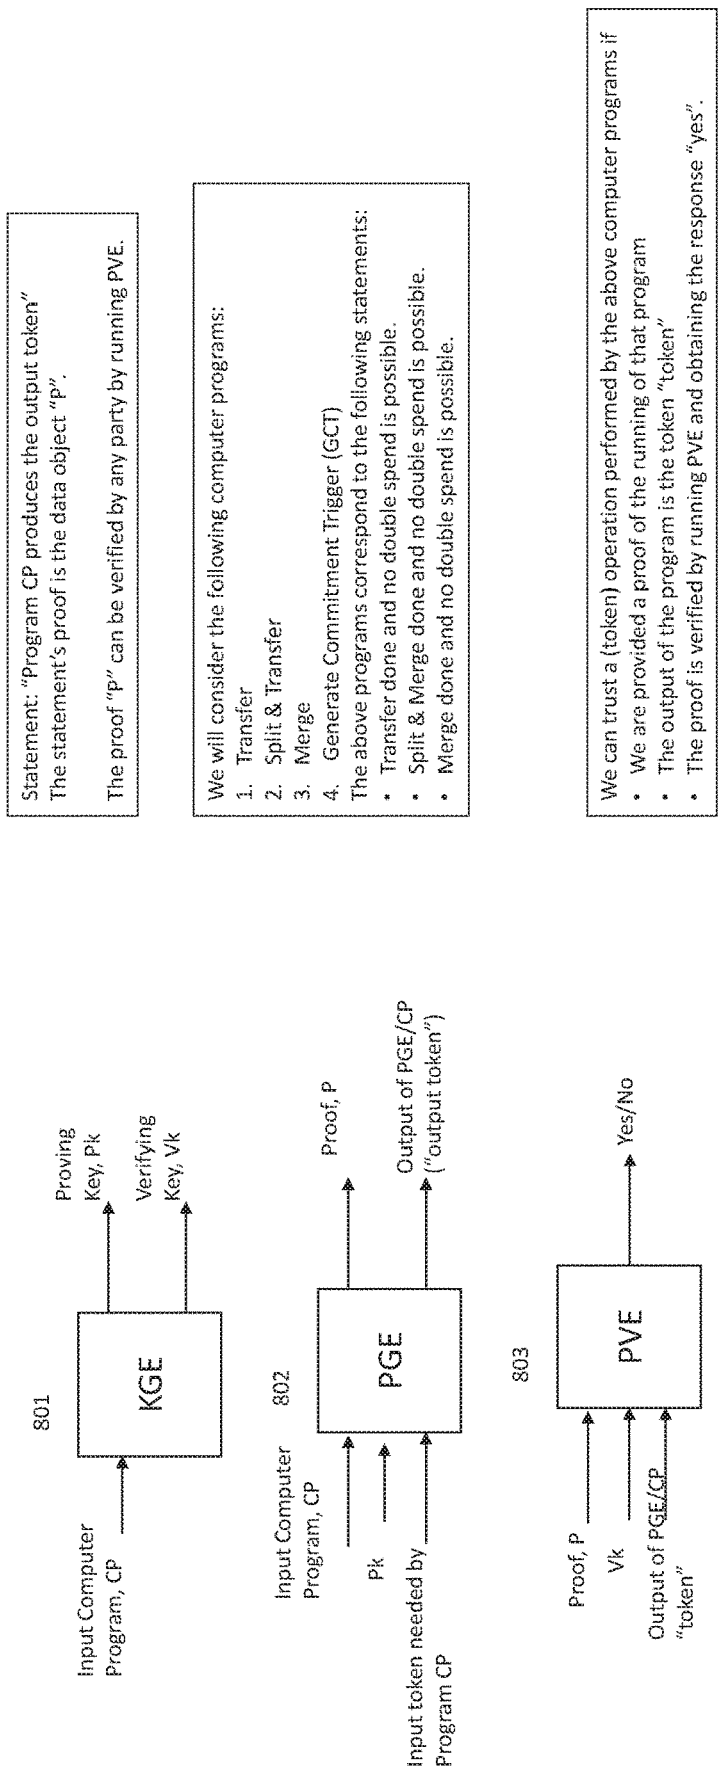 801
Input Computer
Program, CP
KGE
Proving
Key, Pk
Verifying
Key, Vk
Statement: “Program CP produces the output token”
The statement’s proof is the data object “P”.
The proof “P” can be verified by any party by running PVE.
802
Input Computer
Program, CP
Pk
Input token needed by
Program CP
PGE
Proof, P
Output of PGE/CP
(“output token”)
We will consider the following computer programs:
1. Transfer
2. Split & Transfer
3. Merge
4. Generate Commitment Trigger (GCT)
The above programs correspond to the following statements:
• Transfer done and no double spend is possible.
• Split & Merge done and no double spend is possible.
• Merge done and no double spend is possible.
803
Proof, P
Vk
Output of PGE/CP
“token”
PVE
Yes/No
We can trust a (token) operation performed by the above computer programs if
• We are provided a proof of the running of that program
• The output of the program is the token “token”
• The proof is verified by running PVE and obtaining the response “yes”.